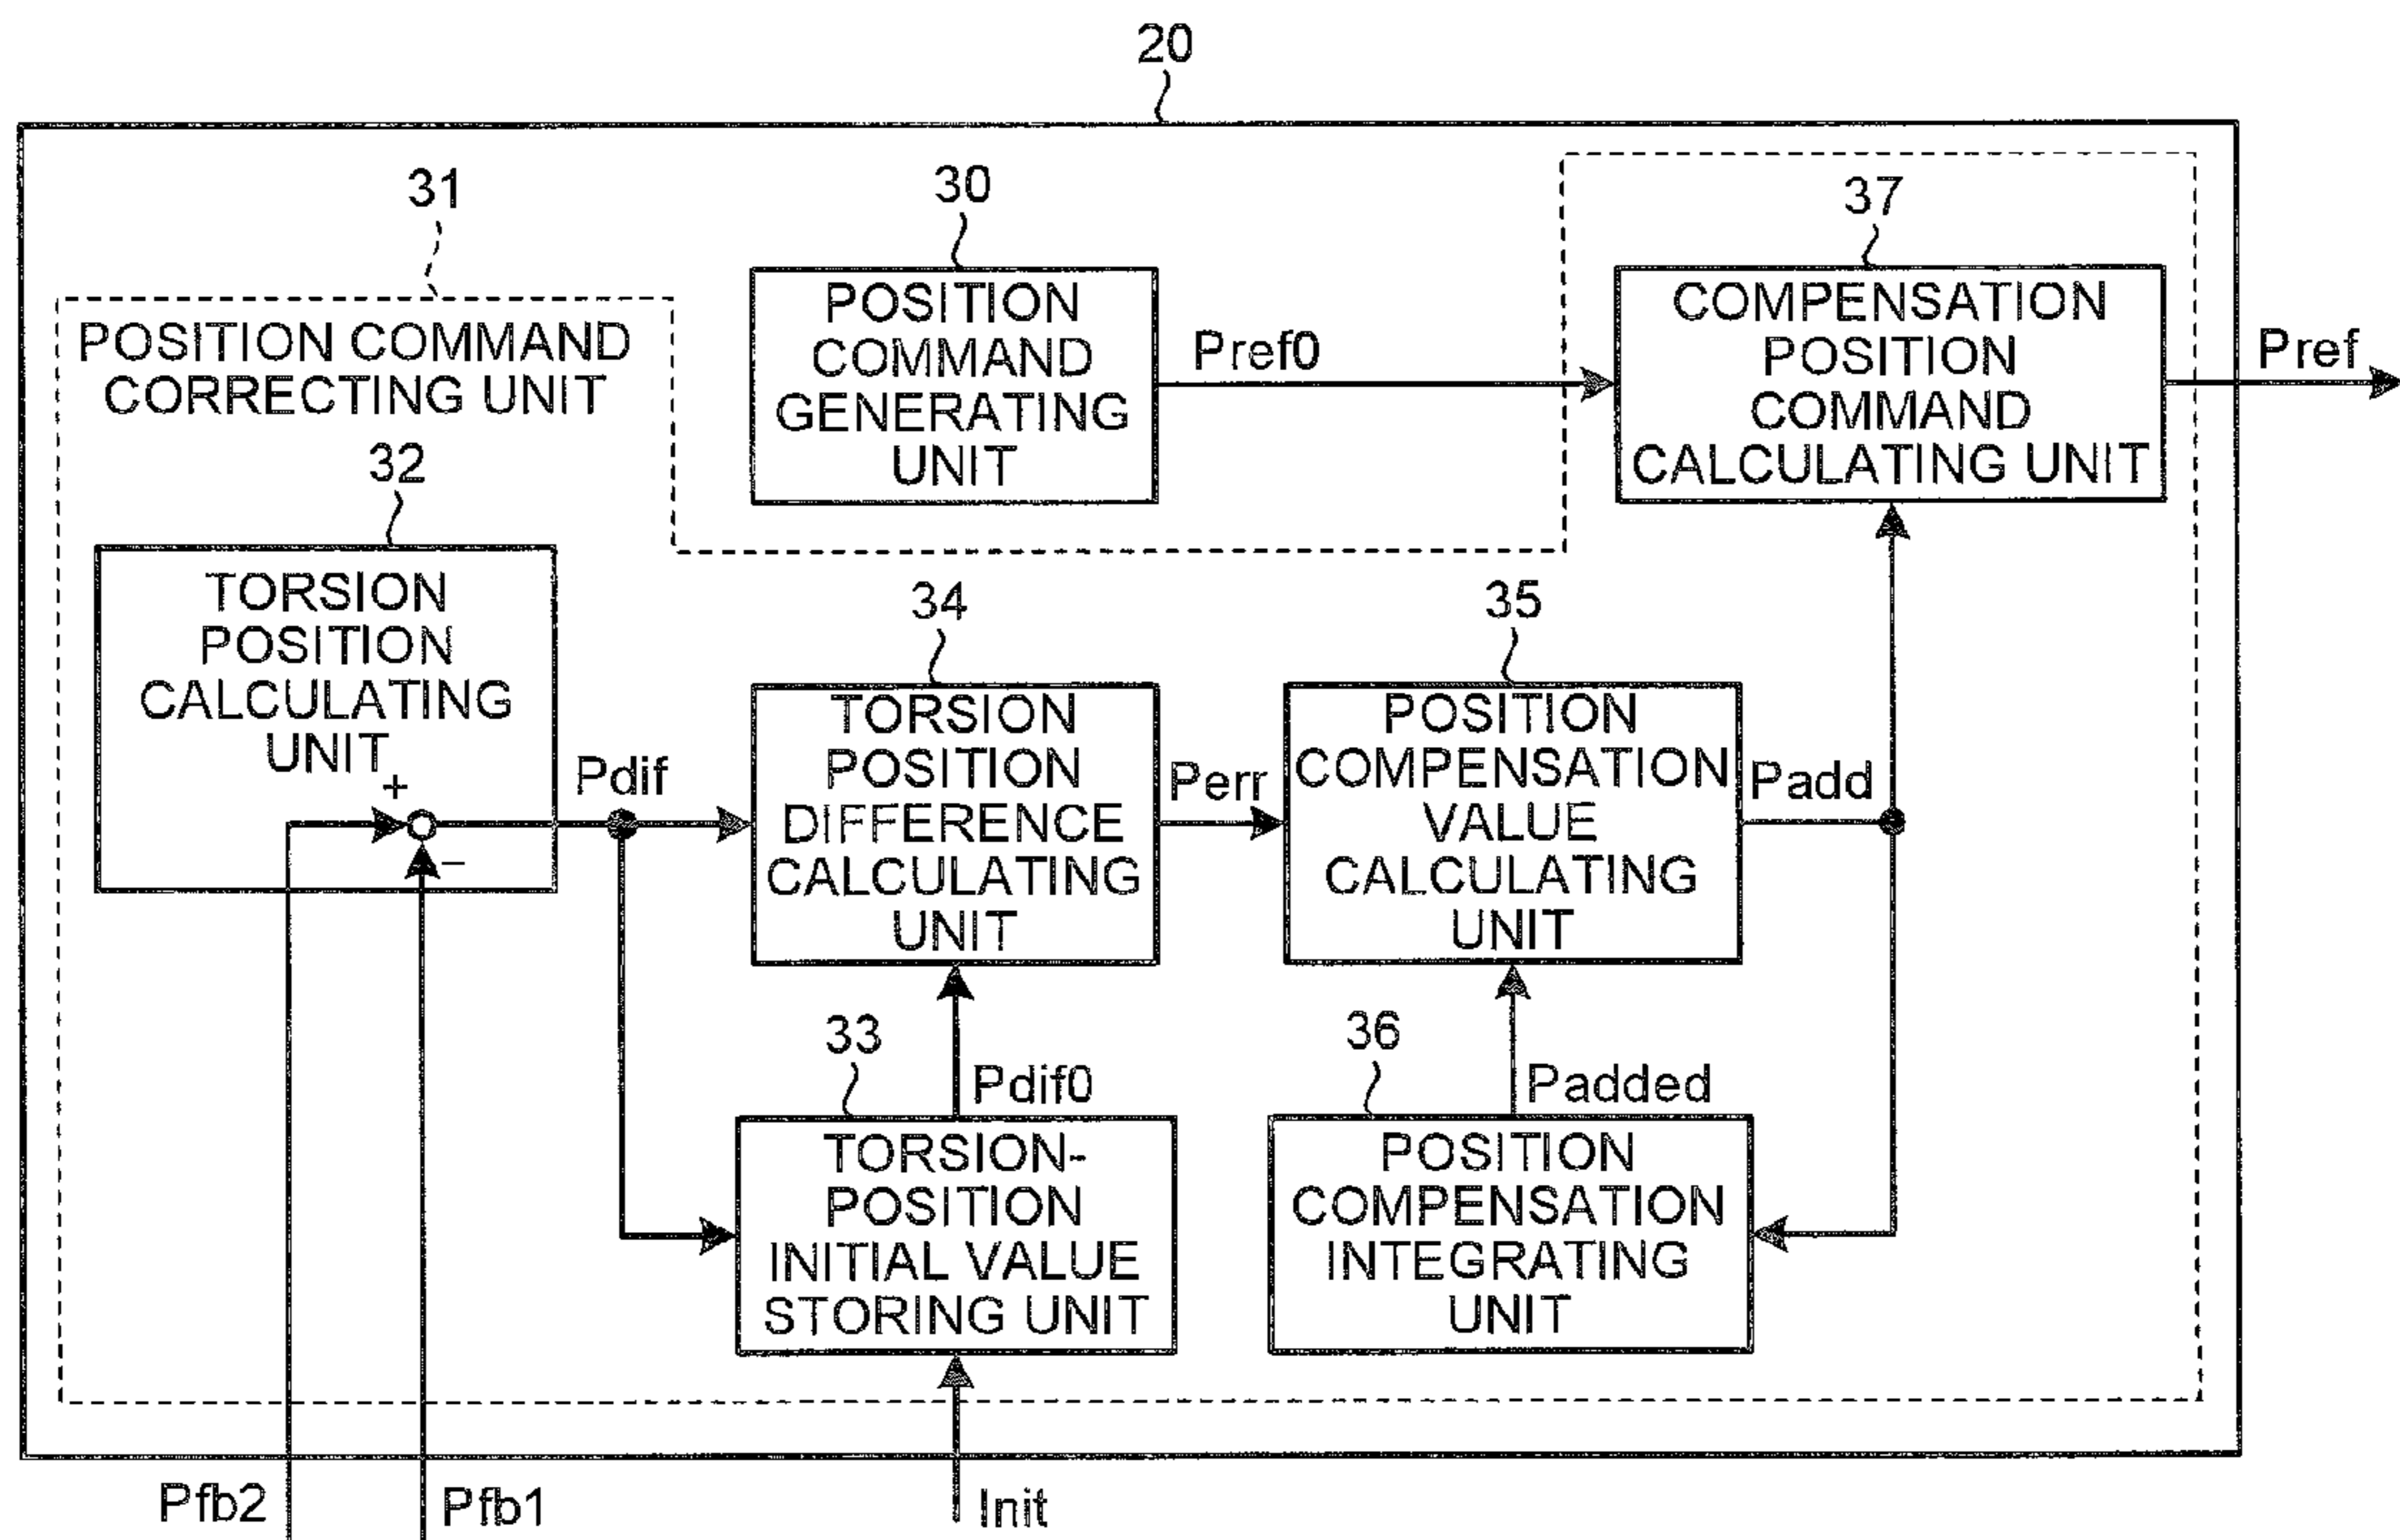 20
31
30
37
POSITION COMMAND
CORRECTING UNIT
POSITION
COMMAND
GENERATING
UNIT
Pref0
COMPENSATION
POSITION
COMMAND
CALCULATING UNIT
Pref
32
TORSION
POSITION
CALCULATING
UNIT
+
−
Pdif
34
TORSION
POSITION
DIFFERENCE
CALCULATING
UNIT
Perr
35
POSITION
COMPENSATION
VALUE
CALCULATING
UNIT
Padd
33
Pdif0
TORSION-
POSITION
INITIAL VALUE
STORING UNIT
36
Padded
POSITION
COMPENSATION
INTEGRATING
UNIT
Pfb2
Pfb1
Init